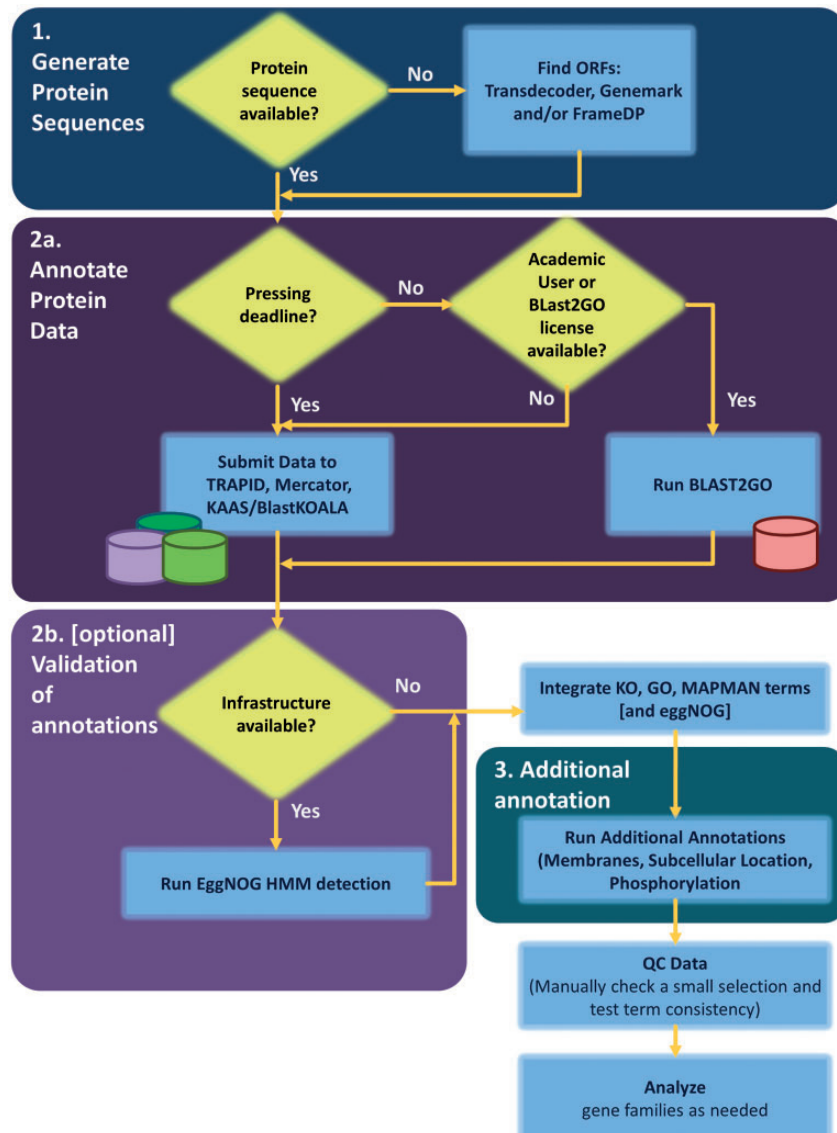 1.
Generate
Protein
Sequences
Protein
sequence
available?
No
Find ORFs:
Transdecoder, Genemark
and/or FrameDP
Yes
2a.
Annotate
Protein
Data
Pressing
deadline?
No
Academic
User or
BLast2GO
license
available?
Yes
No
Yes
Submit Data to
TRAPID, Mercator,
KAAS/BlastKOALA
Run BLAST2GO
2b. [optional]
Validation
of
annotations
Infrastructure
available?
No
Yes
Run EggNOG HMM detection
Integrate KO, GO, MAPMAN terms
[and eggNOG]
3. Additional
annotation
Run Additional Annotations
(Membranes, Subcellular Location,
Phosphorylation
QC Data
(Manually check a small selection and
test term consistency)
Analyze
gene families as needed